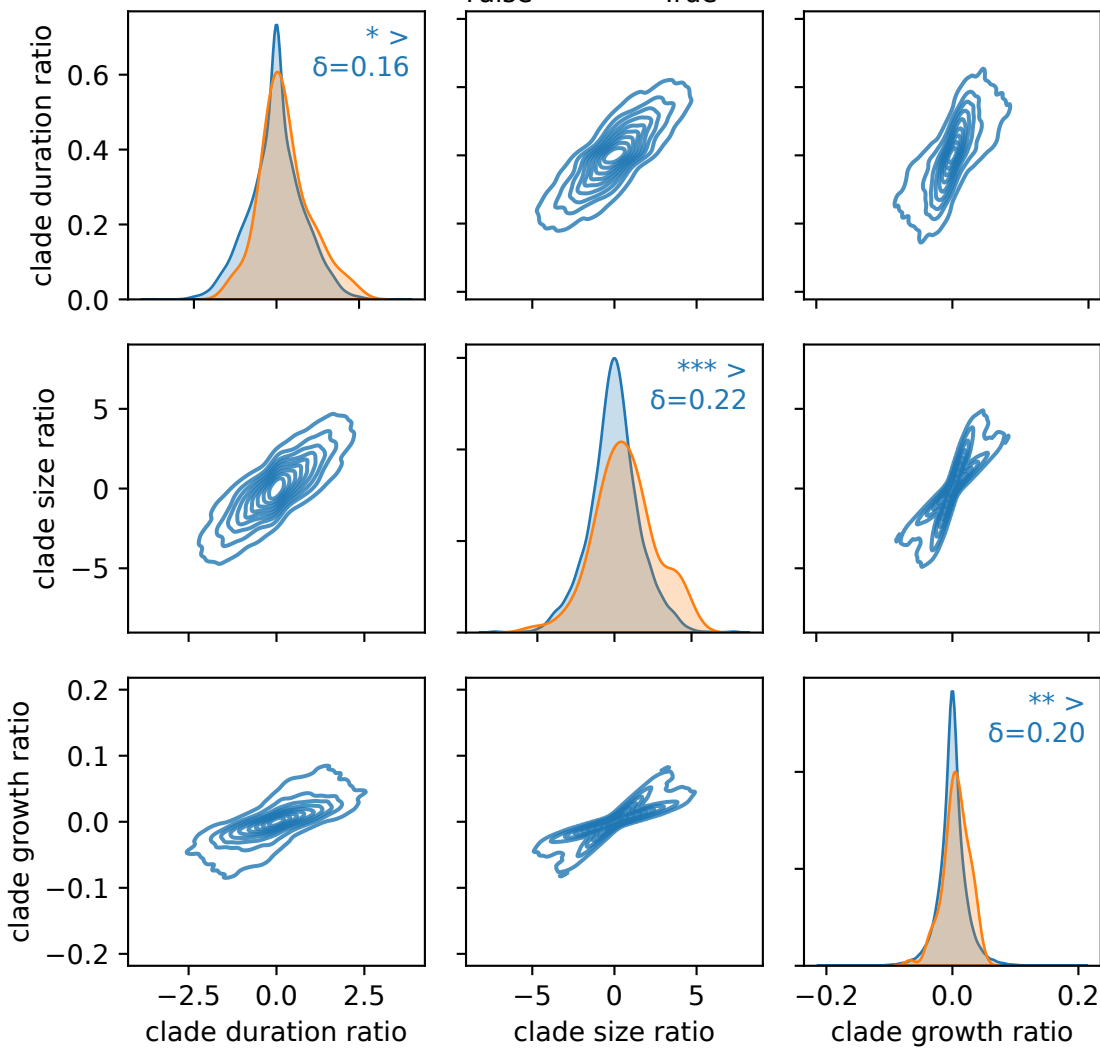 False True
clade duration ratio
0.6
0.4
0.2
0.0
* >
δ=0.16
clade size ratio
5
0
−5
*** >
δ=0.22
clade growth ratio
0.2
0.1
0.0
−0.1
−0.2
** >
δ=0.20
−2.5 0.0 2.5
−5 0 5
−0.2 0.0 0.2
clade duration ratio
clade size ratio
clade growth ratio